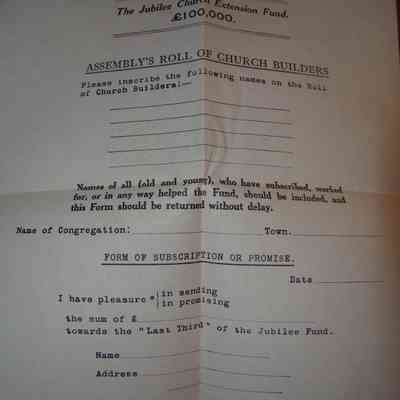 The Jubilee Church Extension Fund.
£100,000.
ASSEMBLY'S ROLL OF CHURCH BUILDERS
Please inscribe the following names on the Roll
of Church Builders:—
Names of all (old and young), who have subscribed, worked
for, or in any way helped the Fund, should be included, and
this Form should be returned without delay.
Name of Congregation: Town.
FORM OF SUBSCRIPTION OR PROMISE.
Date
I have pleasure * in sending
in promising
the sum of £
towards the "Last Third" of the Jubilee Fund.
Name
Address